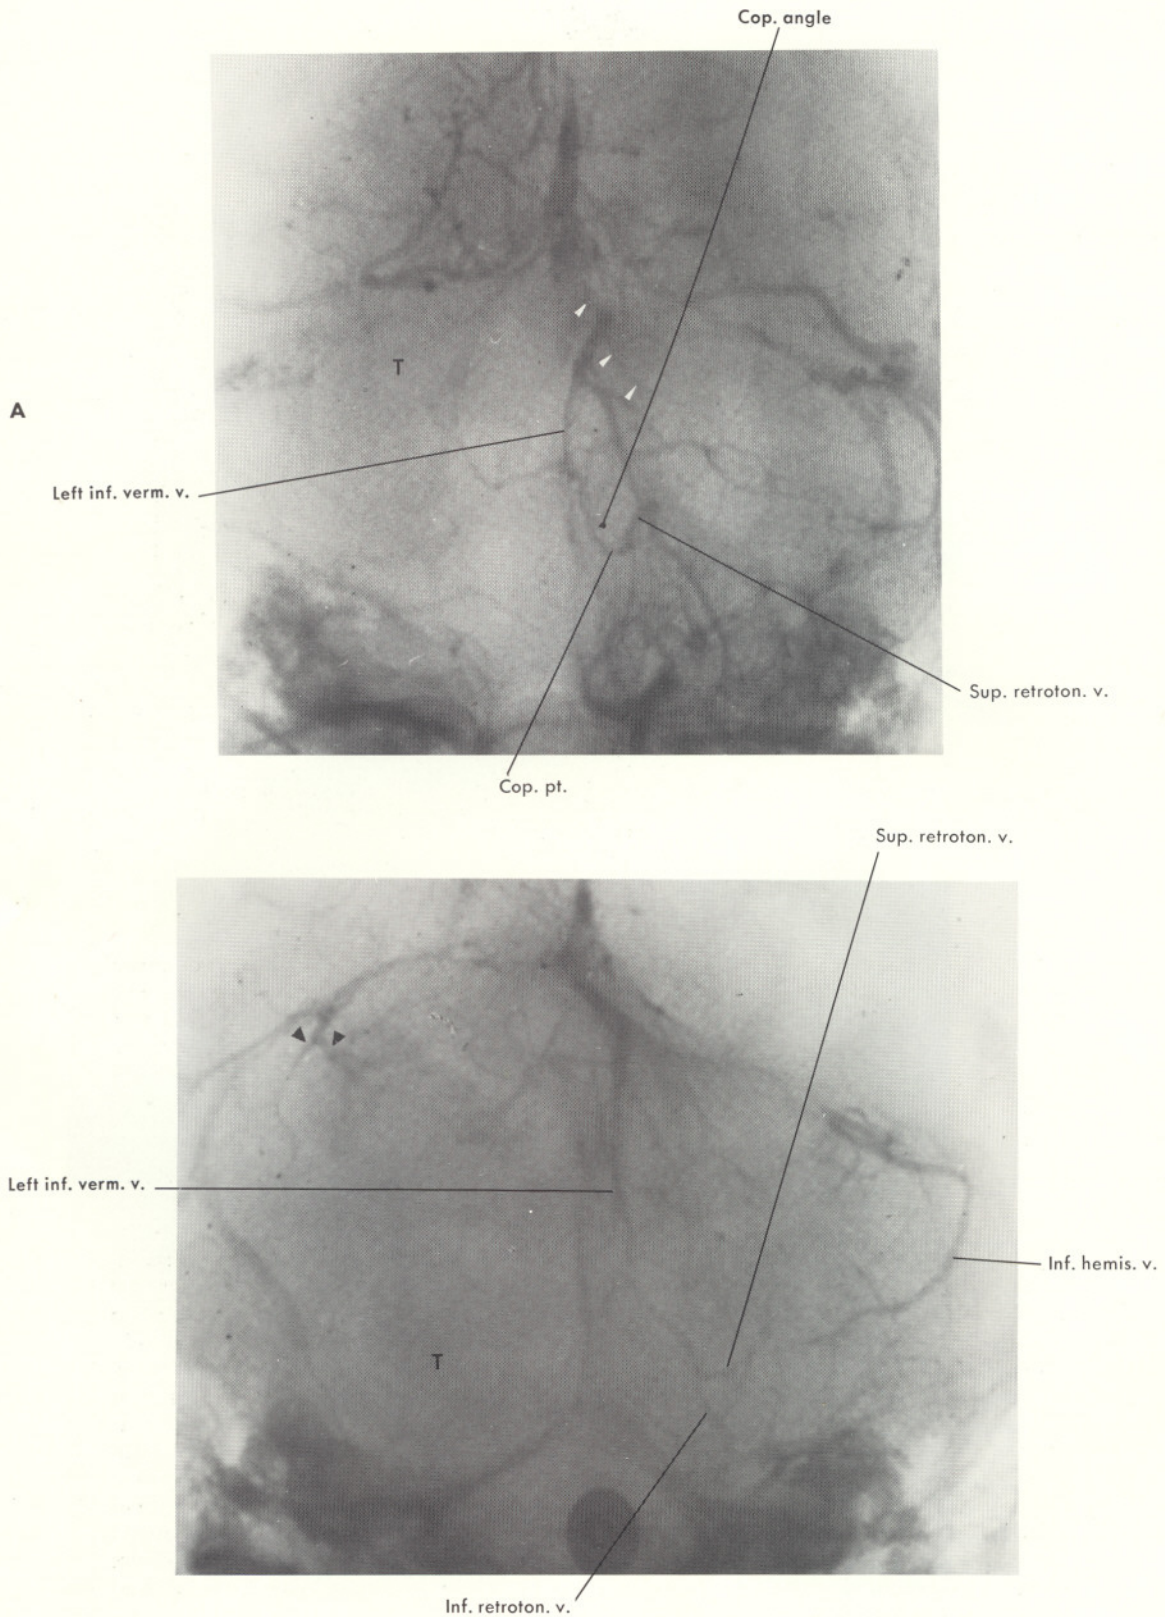 Cop. angle
T
A
Left inf. verm. v.
Sup. retroton. v.
Cop. pt.
Sup. retroton. v.
Left inf. verm. v.
Inf. hemis. v.
T
Inf. retroton. v.